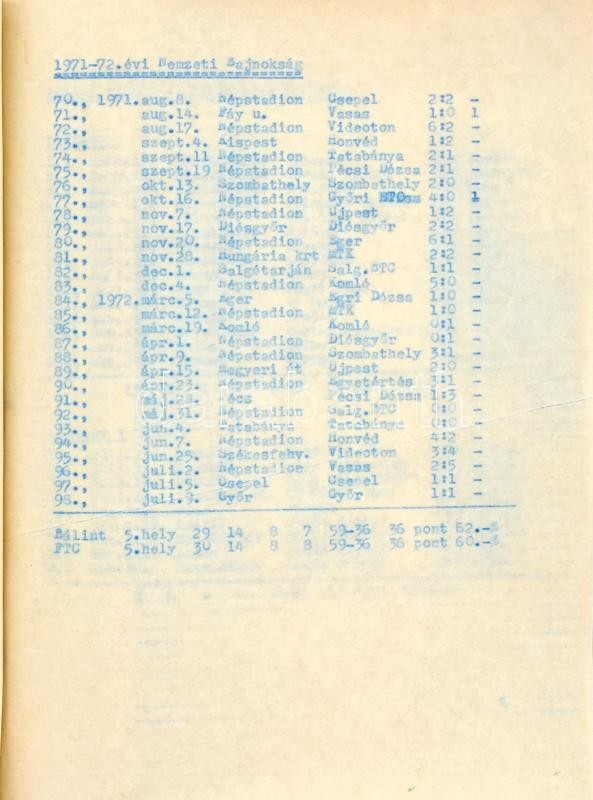 1971-72.évi Nemzeti Bajnokság
70., 1971.aug.8. Népstadion Csepel 2:2 -
71., aug.14. Fáy u. Vasas 1:0 1
72., aug.17. Népstadion Videoton 6:2 -
73., szept.4. Kispest Honvéd 1:2 -
74., szept.11 Népstadion Tatabánya 2:1 -
75., szept.19 Népstadion Pécsi Dózsa 2:1 -
76., okt.13. Szombathely Szombathely 2:0 -
77., okt.16. Népstadion Győri ETO 4:0 1
78., nov.7. Népstadion Ujpest 1:2 -
79., nov.17. Diósgyőr Diósgyőr 2:2 -
80., nov.20. Népstadion Eger 6:1 -
81., nov.28. Hungária krt MTK 2:2 -
82., dec.1. Salgótarján Salg.BTC 1:1 -
83., dec.4. Népstadion Komló 5:0 -
84., 1972.márc.5. Eger Egri Dózsa 1:0 -
85., márc.12. Népstadion MTK 1:0 -
86., márc.19. Komló Komló 0:1 -
87., ápr.1. Népstadion Diósgyőr 0:1 -
88., ápr.9. Népstadion Szombathely 3:1 -
89., ápr.15. Megyeri út Ujpest 2:0 -
90., ápr.23. Népstadion Egyetértés 3:1 -
91., máj.28. Pécs Pécsi Dózsa 1:3 -
92., máj.31. Népstadion Salg.BTC 0:0 -
93., jun.4. Tatabánya Tatabánya 0:0 -
94., jun.7. Népstadion Honvéd 4:2 -
95., jun.25. Székesfehv. Videoton 3:4 -
96., juli.2. Népstadion Vasas 2:5 -
97., juli.5. Csepel Csepel 1:1 -
98., juli.9. Győr Győr 1:1 -
Bálint 5.hely 29 14 8 7 59-36 36 pont 62.-%
FTC 5.hely 30 14 8 8 59-36 36 pont 60.-%